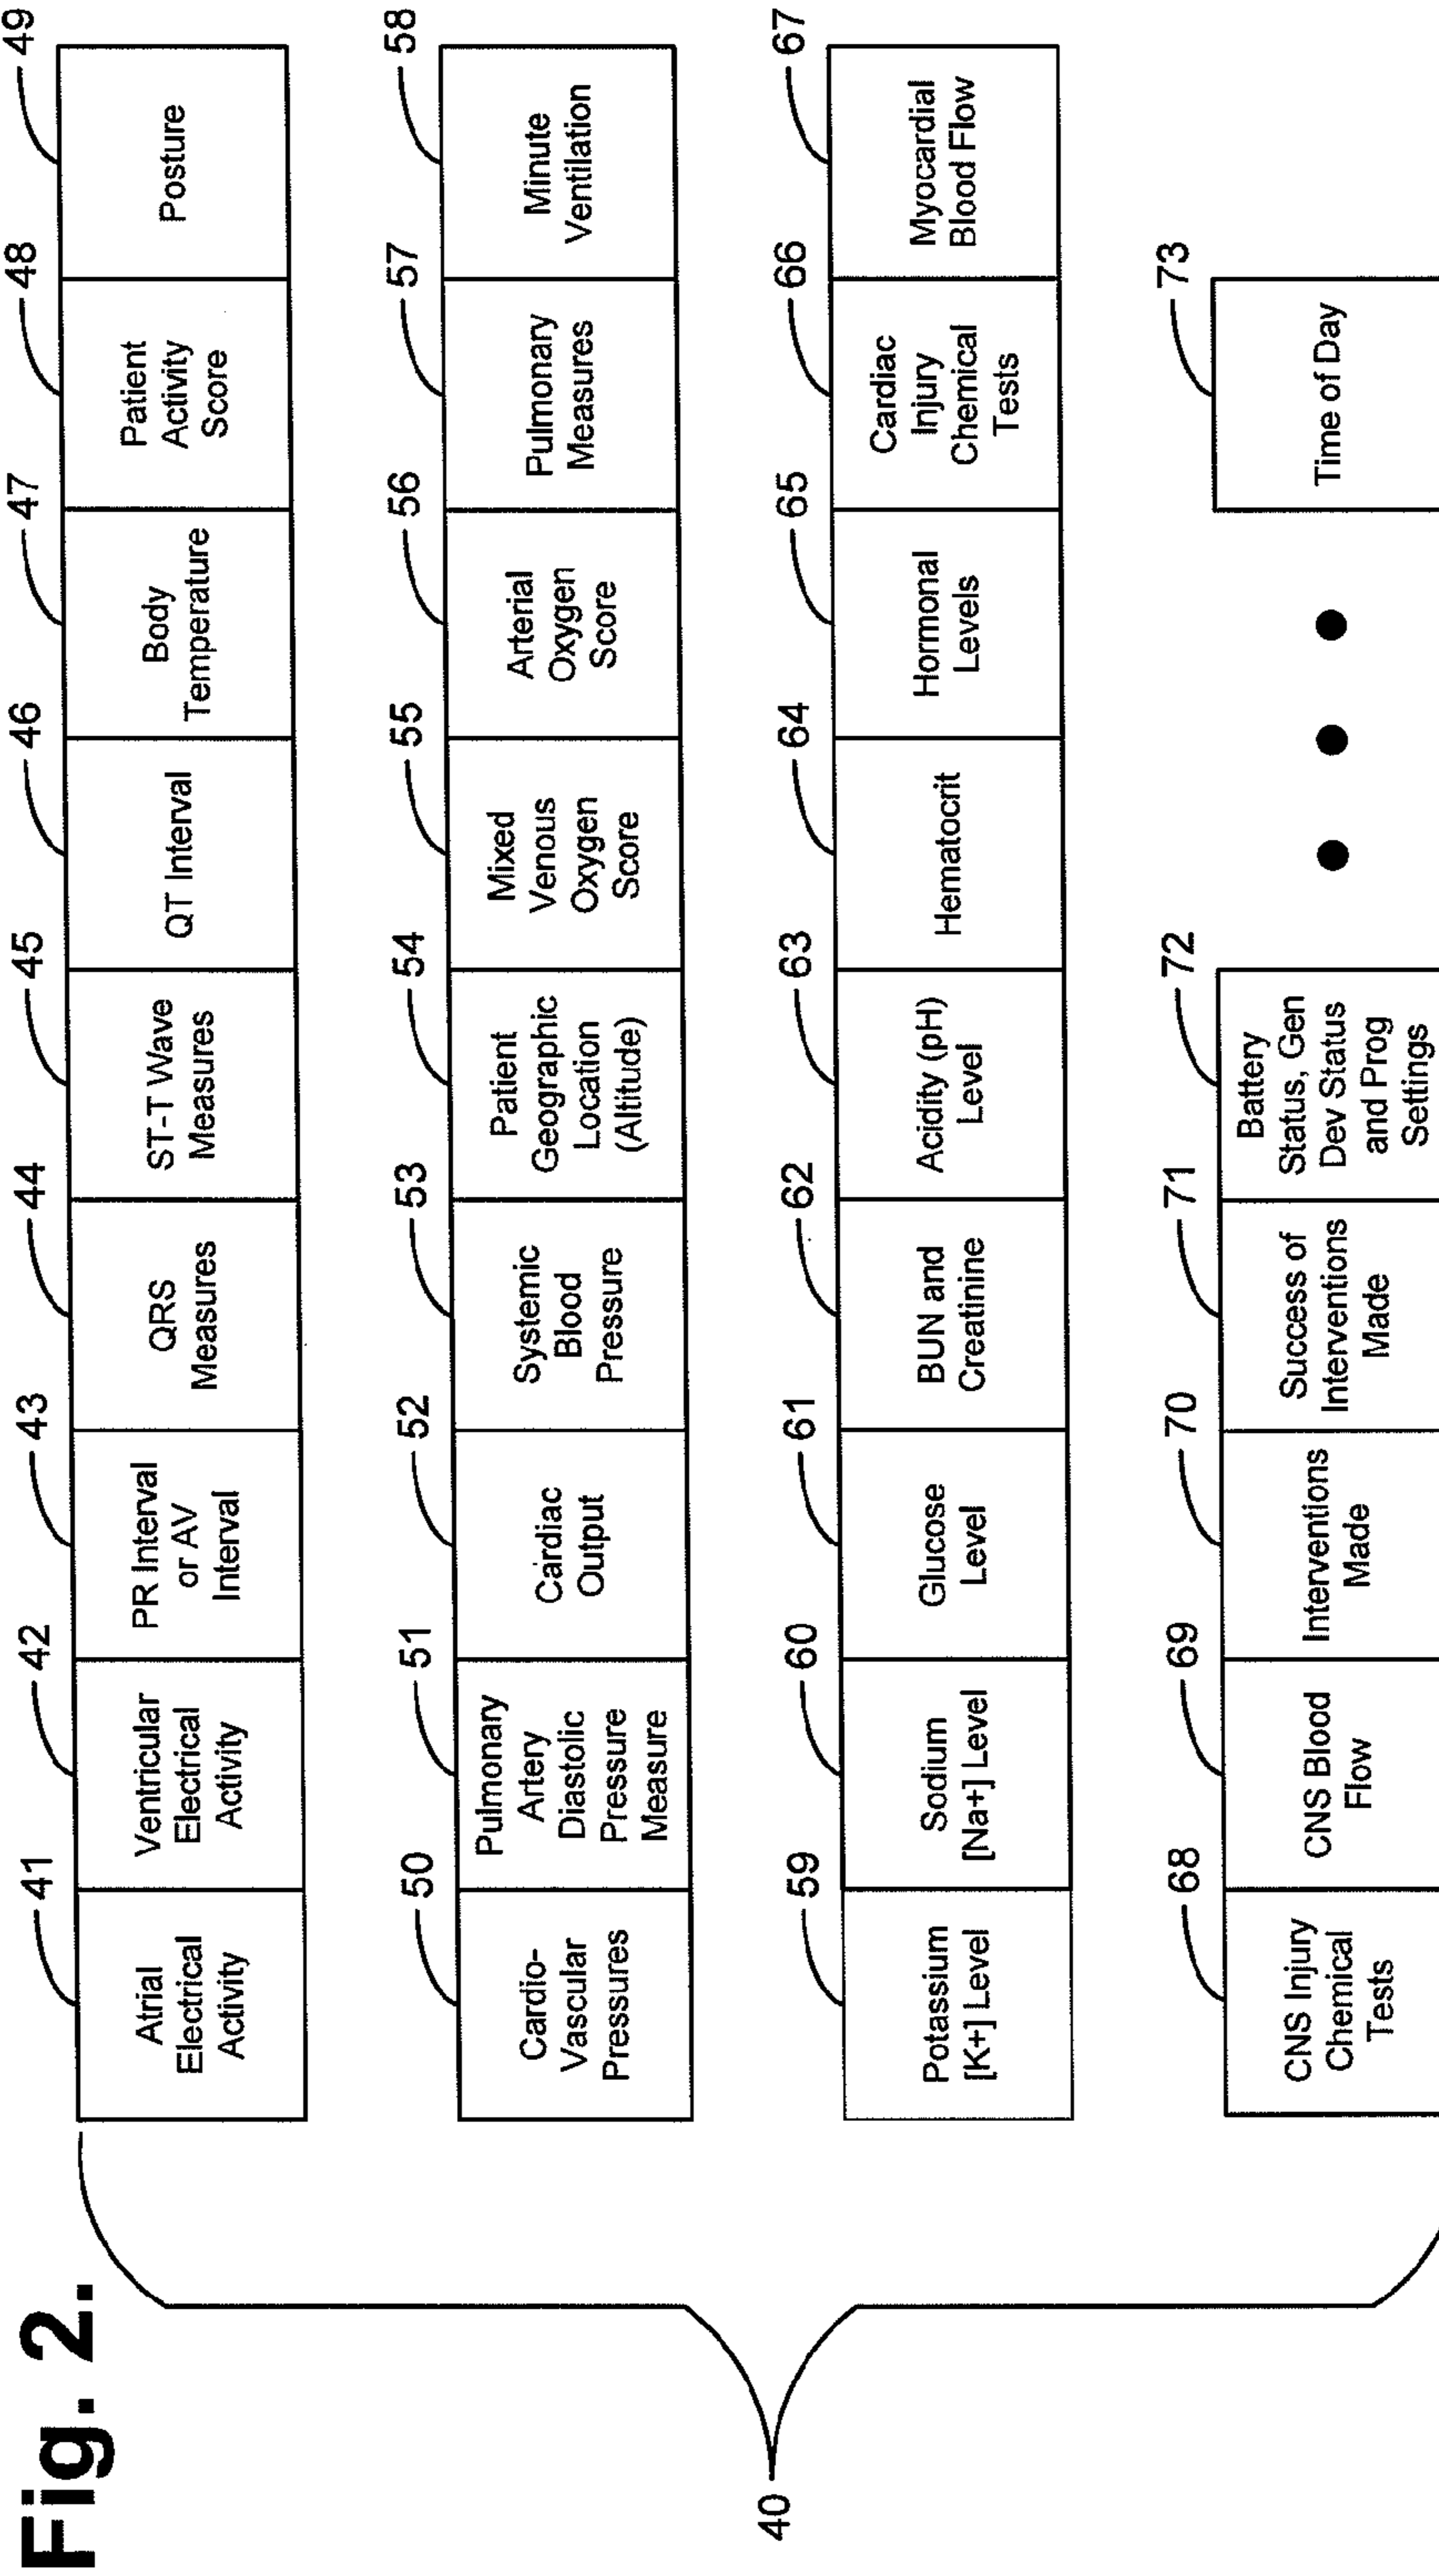 Fig. 2.
40
41
42
43
44
45
46
47
48
49
Atrial
Electrical
Activity
Ventricular
Electrical
Activity
PR Interval
or AV
Interval
QRS
Measures
ST-T Wave
Measures
QT Interval
Body
Temperature
Patient
Activity
Score
Posture
50
51
52
53
54
55
56
57
58
Cardio-
Vascular
Pressures
Pulmonary
Artery
Diastolic
Pressure
Measure
Cardiac
Output
Systemic
Blood
Pressure
Patient
Geographic
Location
(Altitude)
Mixed
Venous
Oxygen
Score
Arterial
Oxygen
Score
Pulmonary
Measures
Minute
Ventilation
59
60
61
62
63
64
65
66
67
Potassium
[K+] Level
Sodium
[Na+] Level
Glucose
Level
BUN and
Creatinine
Acidity (pH)
Level
Hematocrit
Hormonal
Levels
Cardiac
Injury
Chemical
Tests
Myocardial
Blood Flow
68
69
70
71
72
73
CNS Injury
Chemical
Tests
CNS Blood
Flow
Interventions
Made
Success of
Interventions
Made
Battery
Status, Gen
Dev Status
and Prog
Settings
Time of Day